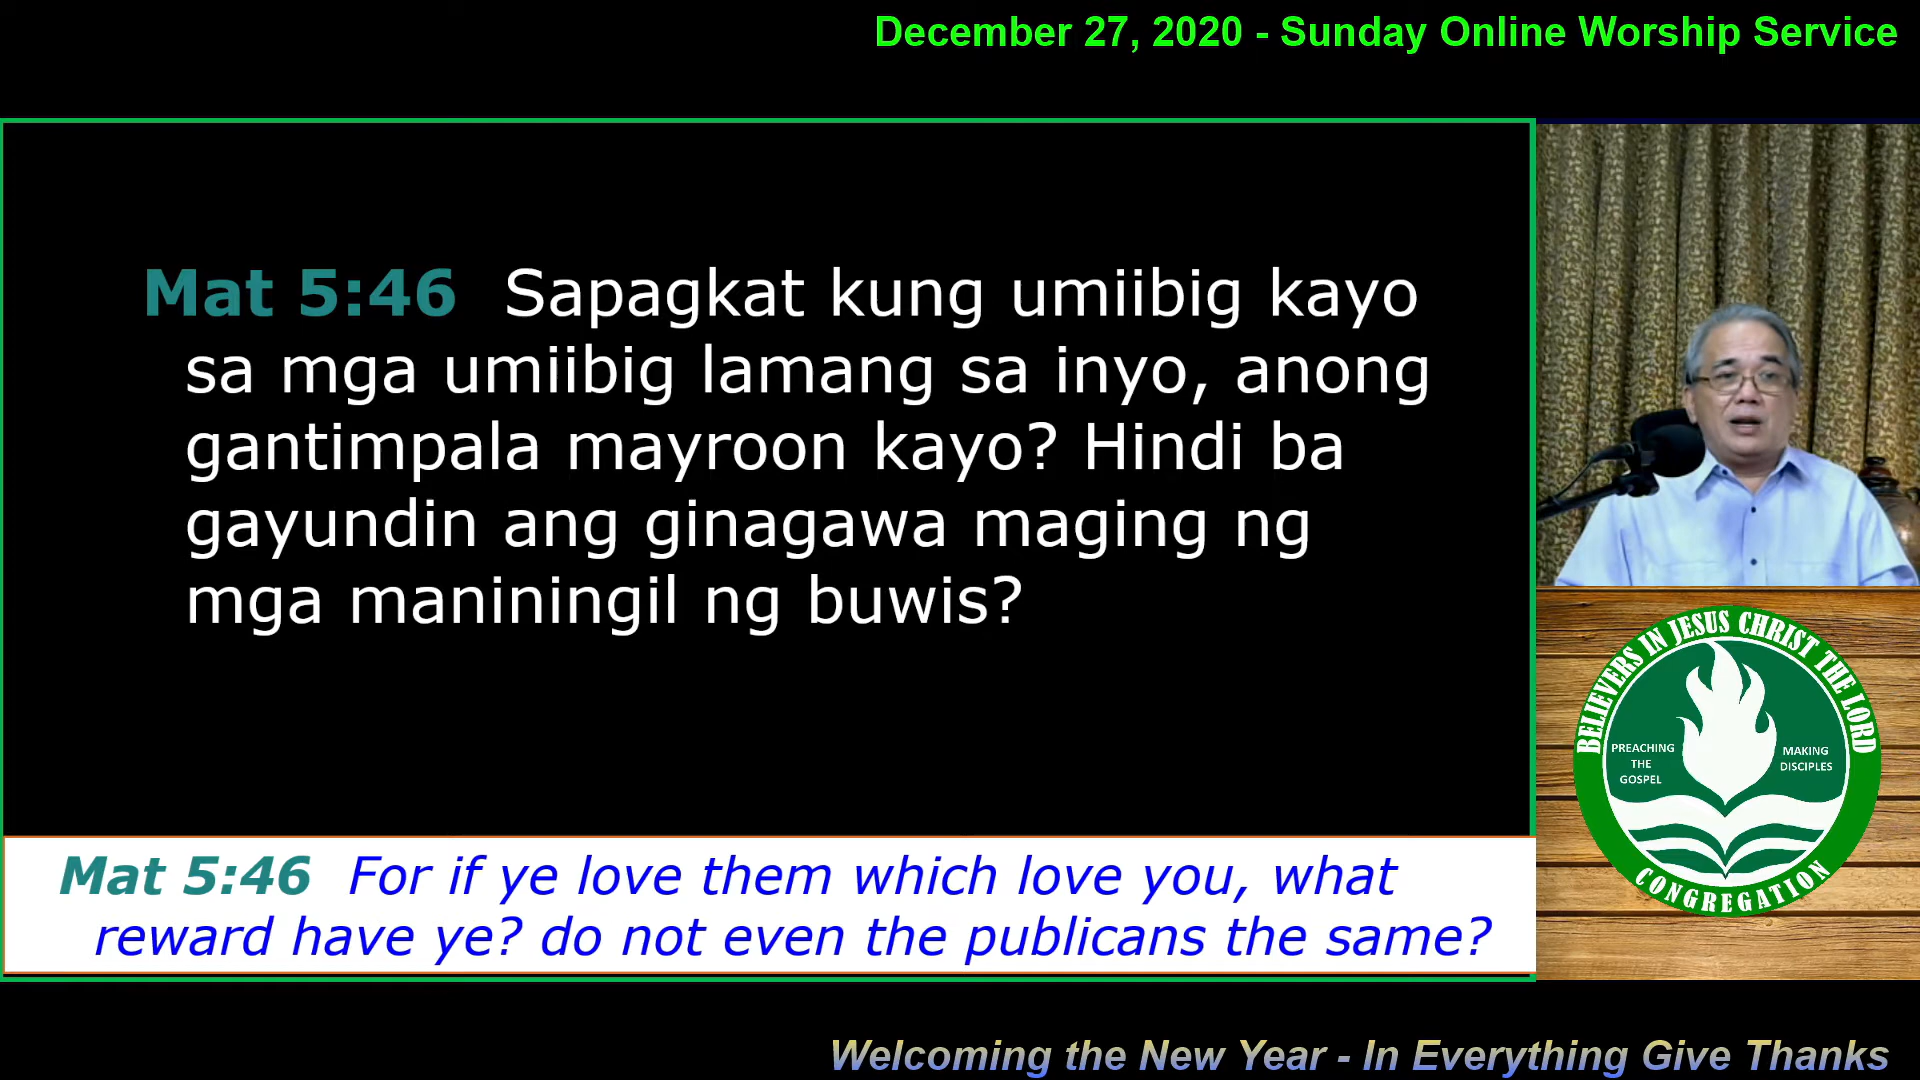 December 27, 2020 - Sunday Online Worship Service
Mat 5:46 Sapagkat kung umiibig kayo
sa mga umiibig lamang sa inyo, anong
gantimpala mayroon kayo? Hindi ba
gayundin ang ginagawa maging ng
mga maniningil ng buwis?
Mat 5:46 For if ye love them which love you, what
reward have ye? do not even the publicans the same?
BELIEVERS IN JESUS CHRIST THE LORD
PREACHING
THE
GOSPEL
MAKING
DISCIPLES
CONGREGATION
Welcoming the New Year - In Everything Give Thanks